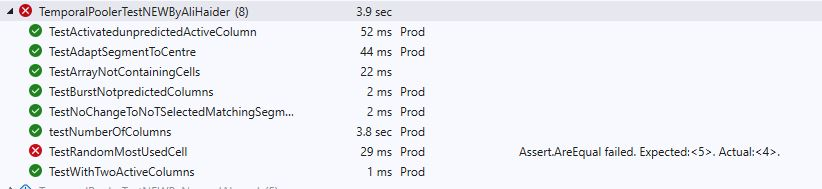 TemporalPoolerTestNEWByAliHaider (8) 3.9 sec
TestActivatedunpredictedActiveColumn 52 ms Prod
TestAdaptSegmentToCentre 44 ms Prod
TestArrayNotContainingCells 22 ms
TestBurstNotpredictedColumns 2 ms Prod
TestNoChangeToNoTSelectedMatchingSegm... 2 ms Prod
testNumberOfColumns 3.8 sec Prod
TestRandomMostUsedCell 29 ms Prod Assert.AreEqual failed. Expected:<5>. Actual:<4>.
TestWithTwoActiveColumns 1 ms Prod